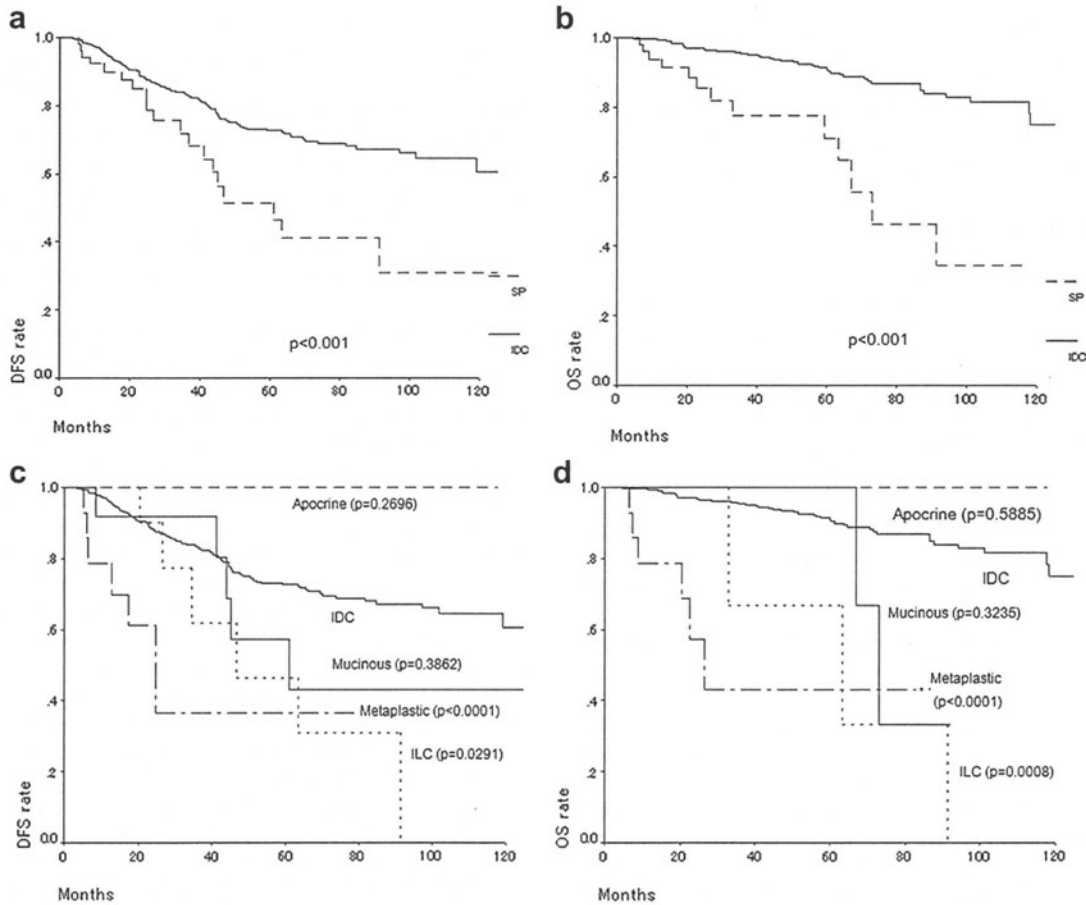 a
1.0
.8
.6
.4
.2
0.0
DFS rate
0 20 40 60 80 100 120
Months
p<0.001
SP
IDC
b
1.0
.8
.6
.4
.2
0.0
OS rate
0 20 40 60 80 100 120
Months
p<0.001
SP
IDC
c
1.0
.8
.6
.4
.2
0.0
DFS rate
0 20 40 60 80 100 120
Months
Apocrine (p=0.2696)
IDC
Mucinous (p=0.3862)
Metaplastic (p<0.0001)
ILC (p=0.0291)
d
1.0
.8
.6
.4
.2
0.0
OS rate
0 20 40 60 80 100 120
Months
Apocrine (p=0.5885)
IDC
Mucinous (p=0.3235)
Metaplastic
(p<0.0001)
ILC (p=0.0008)